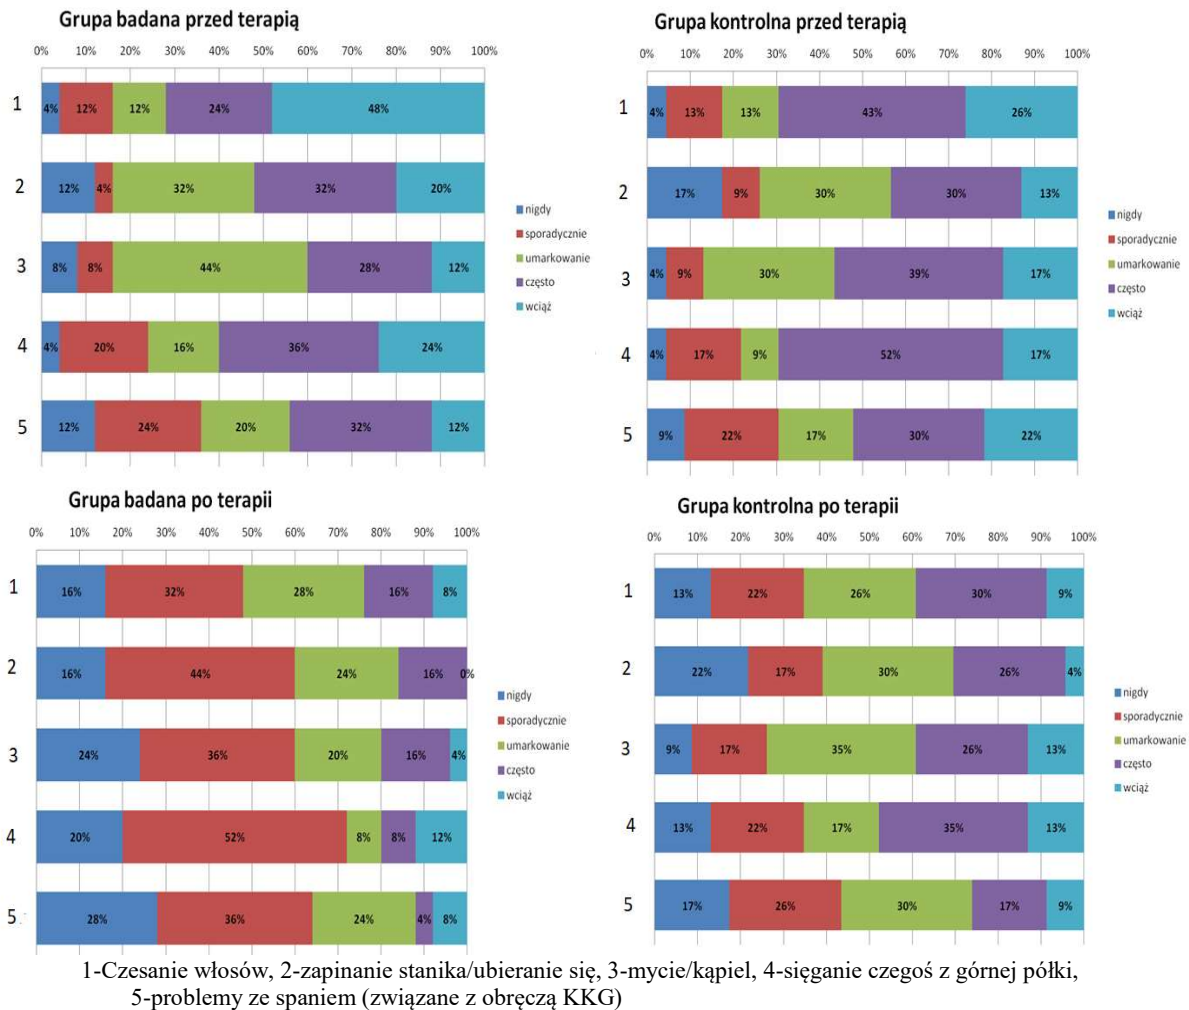 Grupa badana przed terapią
0% 10% 20% 30% 40% 50% 60% 70% 80% 90% 100%
1 4% 12% 12% 24% 48%
2 12% 4% 32% 32% 20%
3 8% 8% 44% 28% 12%
4 4% 20% 16% 36% 24%
5 12% 24% 20% 32% 12%
nigdy
sporadycznie
umarkowanie
często
wciąż
Grupa kontrolna przed terapią
0% 10% 20% 30% 40% 50% 60% 70% 80% 90% 100%
1 4% 13% 13% 43% 26%
2 17% 9% 30% 30% 13%
3 4% 9% 30% 39% 17%
4 4% 17% 9% 52% 17%
5 9% 22% 17% 30% 22%
nigdy
sporadycznie
umarkowanie
często
wciąż
Grupa badana po terapii
0% 10% 20% 30% 40% 50% 60% 70% 80% 90% 100%
1 16% 32% 28% 16% 8%
2 16% 44% 24% 16% 0%
3 24% 36% 20% 16% 4%
4 20% 52% 8% 8% 12%
5 28% 36% 24% 4% 8%
nigdy
sporadycznie
umarkowanie
często
wciąż
Grupa kontrolna po terapii
0% 10% 20% 30% 40% 50% 60% 70% 80% 90% 100%
1 13% 22% 26% 30% 9%
2 22% 17% 30% 26% 4%
3 9% 17% 35% 26% 13%
4 13% 22% 17% 35% 13%
5 17% 26% 30% 17% 9%
nigdy
sporadycznie
umarkowanie
często
wciąż
1-Czesanie włosów, 2-zapinanie stanika/ubieranie się, 3-mycie/kąpiel, 4-sięganie czegoś z górnej półki,
5-problemy ze spaniem (związane z obręczą KKG)